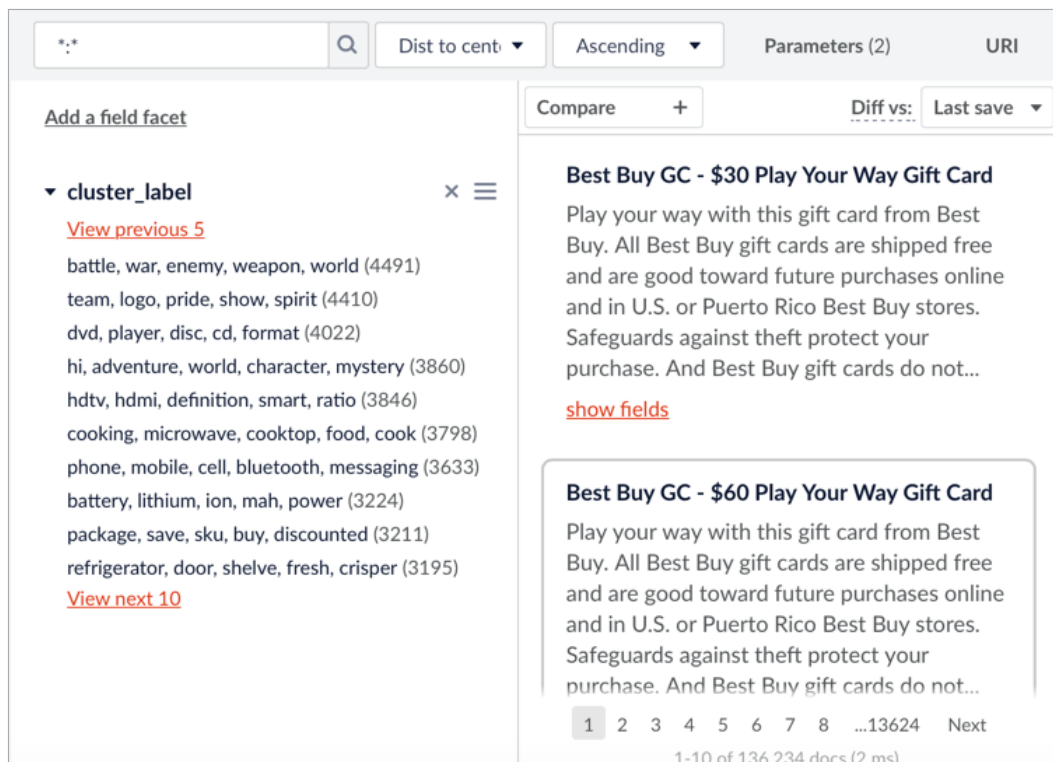 *:*
Dist to cent
Ascending
Parameters (2)
URI
Add a field facet
cluster_label
View previous 5
battle, war, enemy, weapon, world (4491)
team, logo, pride, show, spirit (4410)
dvd, player, disc, cd, format (4022)
hi, adventure, world, character, mystery (3860)
hdtv, hdmi, definition, smart, ratio (3846)
cooking, microwave, cooktop, food, cook (3798)
phone, mobile, cell, bluetooth, messaging (3633)
battery, lithium, ion, mah, power (3224)
package, save, sku, buy, discounted (3211)
refrigerator, door, shelve, fresh, crisper (3195)
View next 10
Compare +
Diff vs: Last save
Best Buy GC - $30 Play Your Way Gift Card
Play your way with this gift card from Best
Buy. All Best Buy gift cards are shipped free
and are good toward future purchases online
and in U.S. or Puerto Rico Best Buy stores.
Safeguards against theft protect your
purchase. And Best Buy gift cards do not...
show fields
Best Buy GC - $60 Play Your Way Gift Card
Play your way with this gift card from Best
Buy. All Best Buy gift cards are shipped free
and are good toward future purchases online
and in U.S. or Puerto Rico Best Buy stores.
Safeguards against theft protect your
purchase. And Best Buy gift cards do not...
1 2 3 4 5 6 7 8 ...13624 Next
1-10 of 136,234 docs (2 ms)